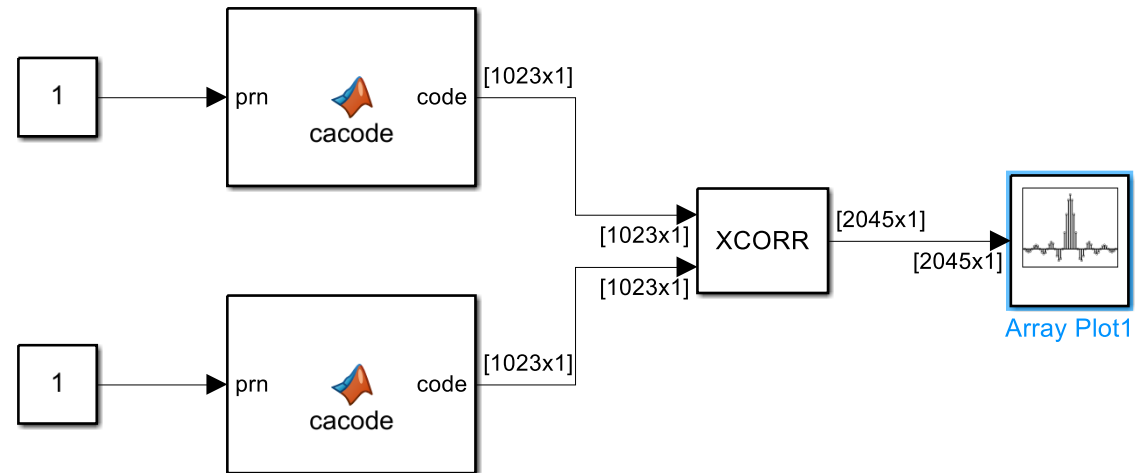 [1023x1]
1
prn
code
cacode
[1023x1]
XCORR
[2045x1]
[2045x1]
[1023x1]
Array Plot1
[1023x1]
1
prn
code
cacode